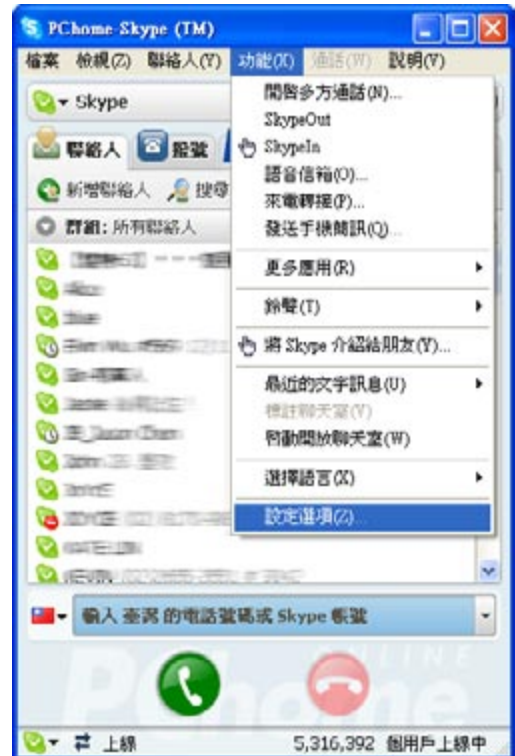 PChome-Skype (TM)
檔案 檢視(Z) 聯絡人(Y) 功能(X) 通話(W) 說明(V)
Skype
聯絡人 撥號
新增聯絡人 搜尋
群組: 所有聯絡人
開啟多方通話(N)...
SkypeOut
SkypeIn
語音信箱(O)...
來電轉接(P)...
發送手機簡訊(Q)...
更多應用(R)
鈴聲(T)
將 Skype 介紹給朋友(Y)...
最近的文字訊息(U)
標註聊天室(V)
啟動開放聊天室(W)
選擇語言(X)
設定選項(Z)...
輸入 臺灣 的電話號碼或 Skype 帳號
PChome
ONLINE
上線 5,316,392 個用戶上線中